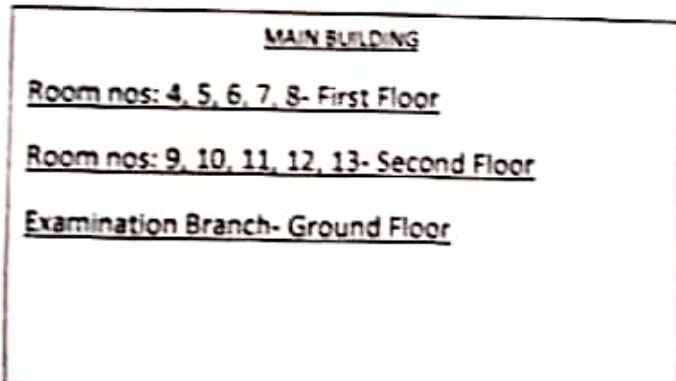 MAIN BUILDING
Room nos: 4, 5, 6, 7, 8- First Floor
Room nos: 9, 10, 11, 12, 13- Second Floor
Examination Branch- Ground Floor